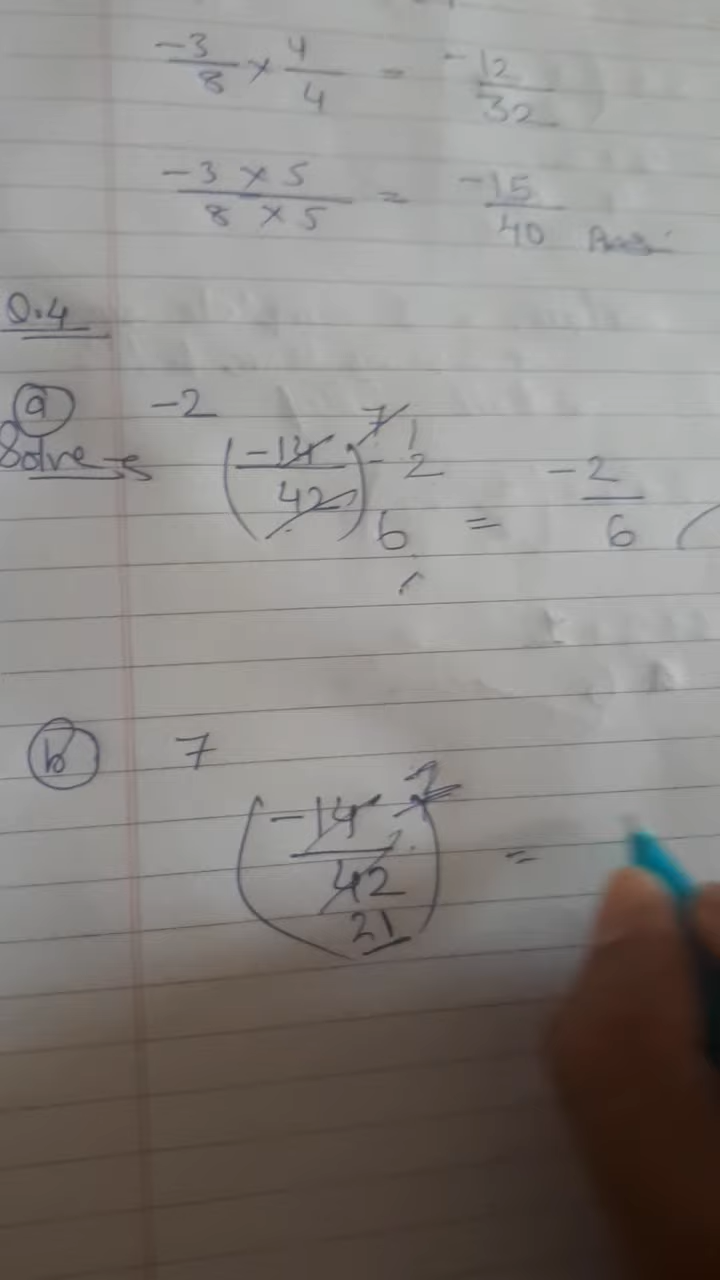 -3/8 × 4/4 = -12/32
-3 × 5 / 8 × 5 = -15/40 Ans:
Q.4
(a) -2
Solve (-14/42) 7 1 -2 6 = -2/6 (
(b) 7
(-14/42) 7 21 =